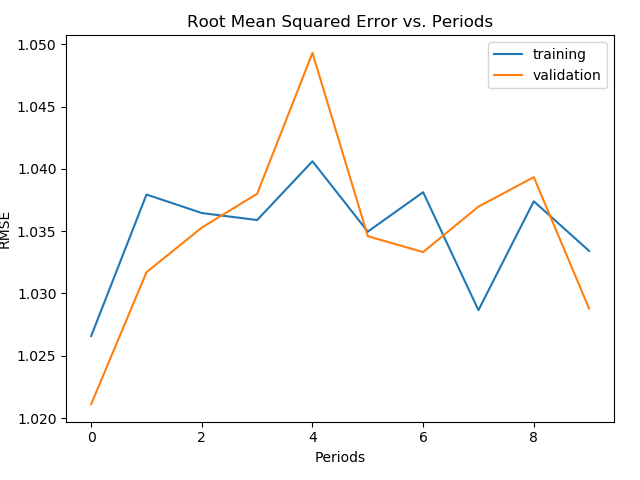 Root Mean Squared Error vs. Periods
training
validation
1.050
1.045
1.040
1.035
1.030
1.025
1.020
RMSE
0 2 4 6 8
Periods